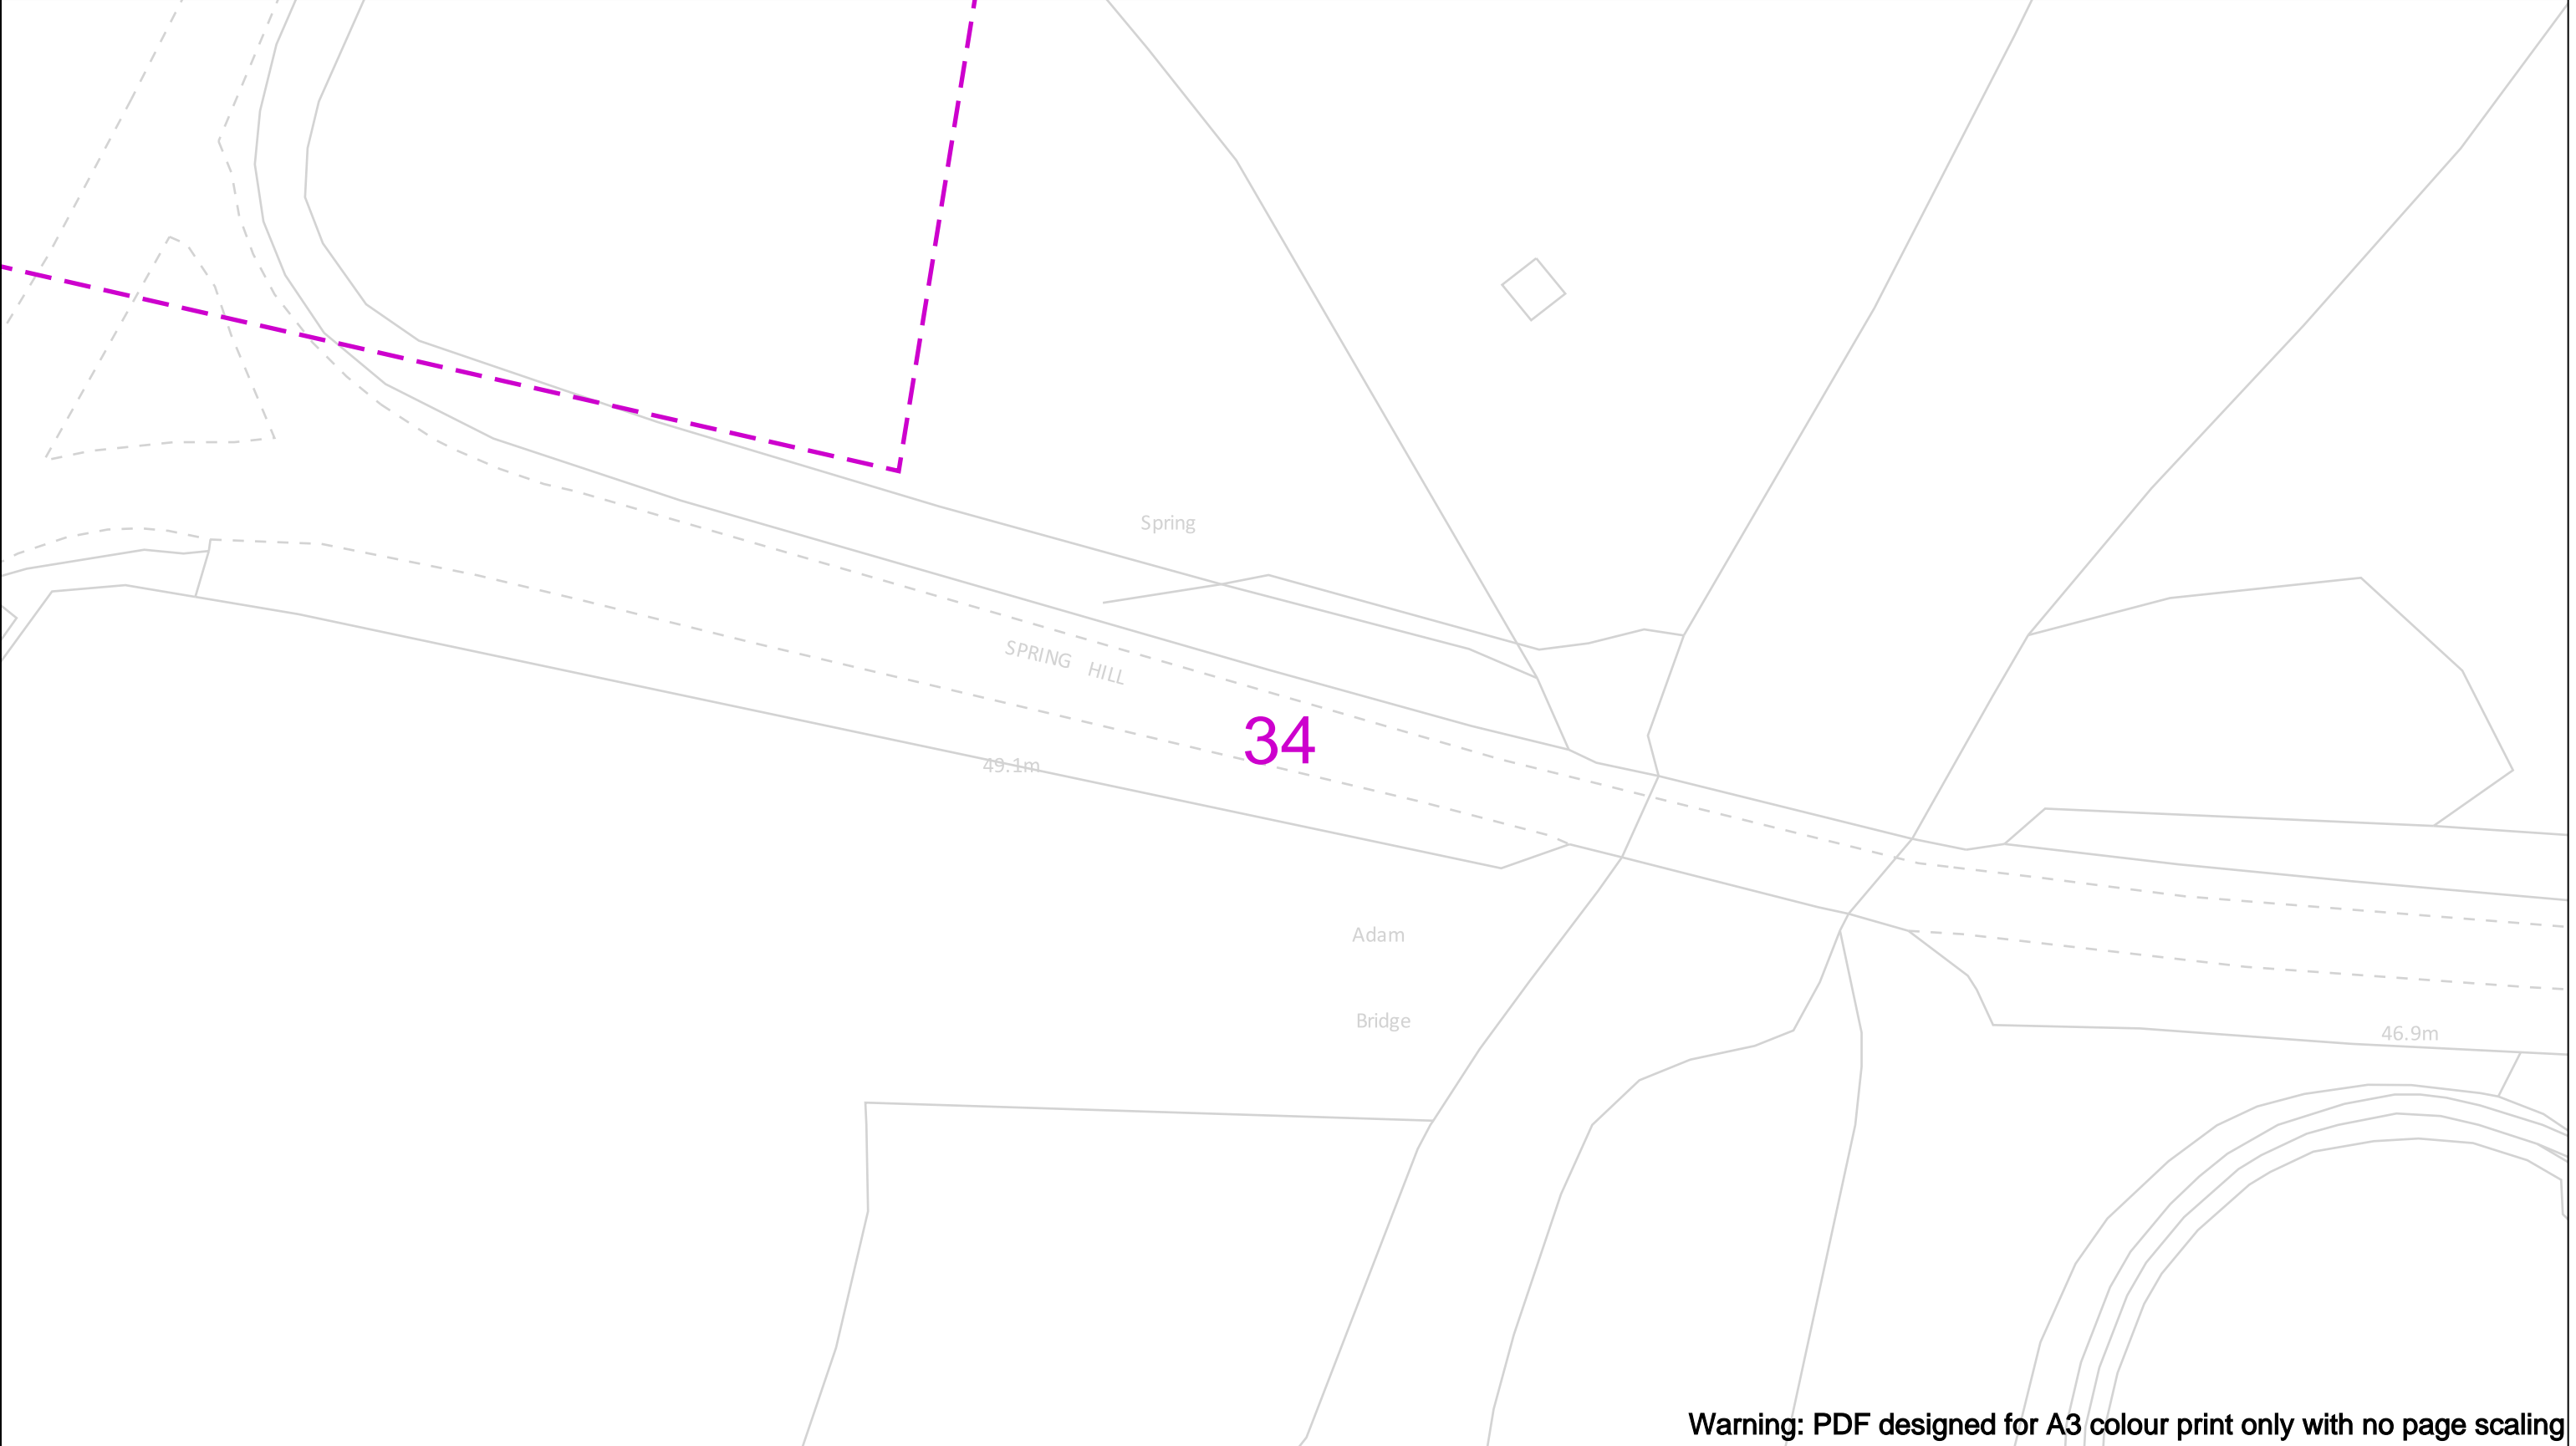 Spring
SPRING HILL
34
49.1m
Adam
Bridge
46.9m
Warning: PDF designed for A3 colour print only with no page scaling